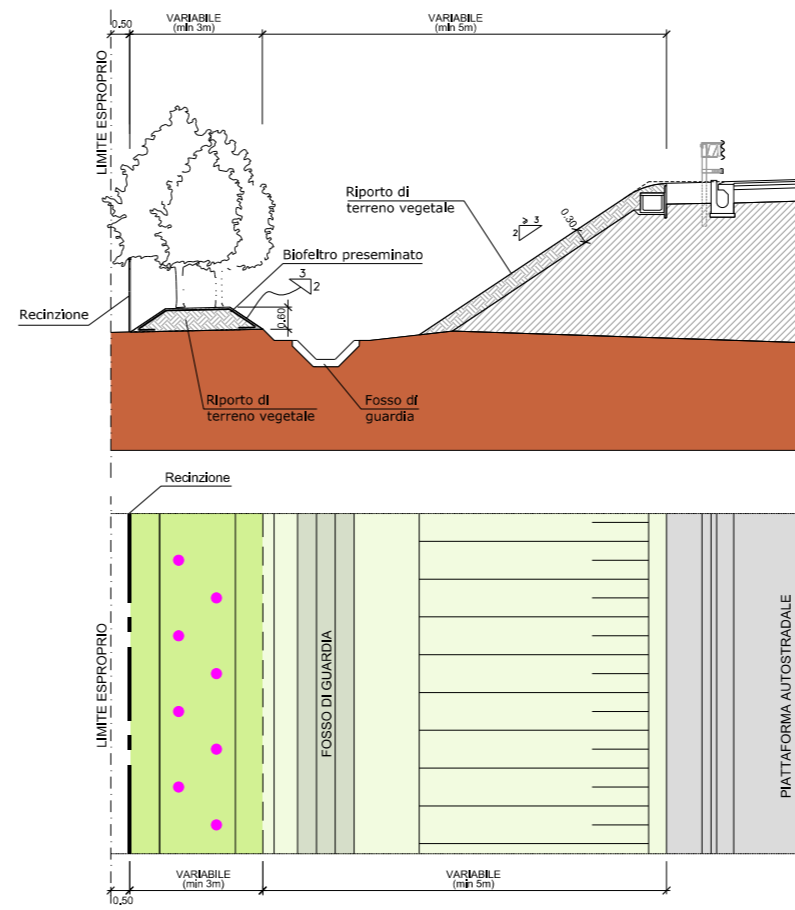 0.50
VARIABILE
(min 3m)
VARIABILE
(min 5m)
LIMITE ESPROPRIO
Riporto di
terreno vegetale
≥ 3
2
0.30
Biofeltro preseminato
3
2
0.60
Recinzione
Riporto di
terreno vegetale
Fosso di
guardia
Recinzione
LIMITE ESPROPRIO
FOSSO DI GUARDIA
PIATTAFORMA AUTOSTRADALE
VARIABILE
(min 3m)
VARIABILE
(min 5m)
0.50